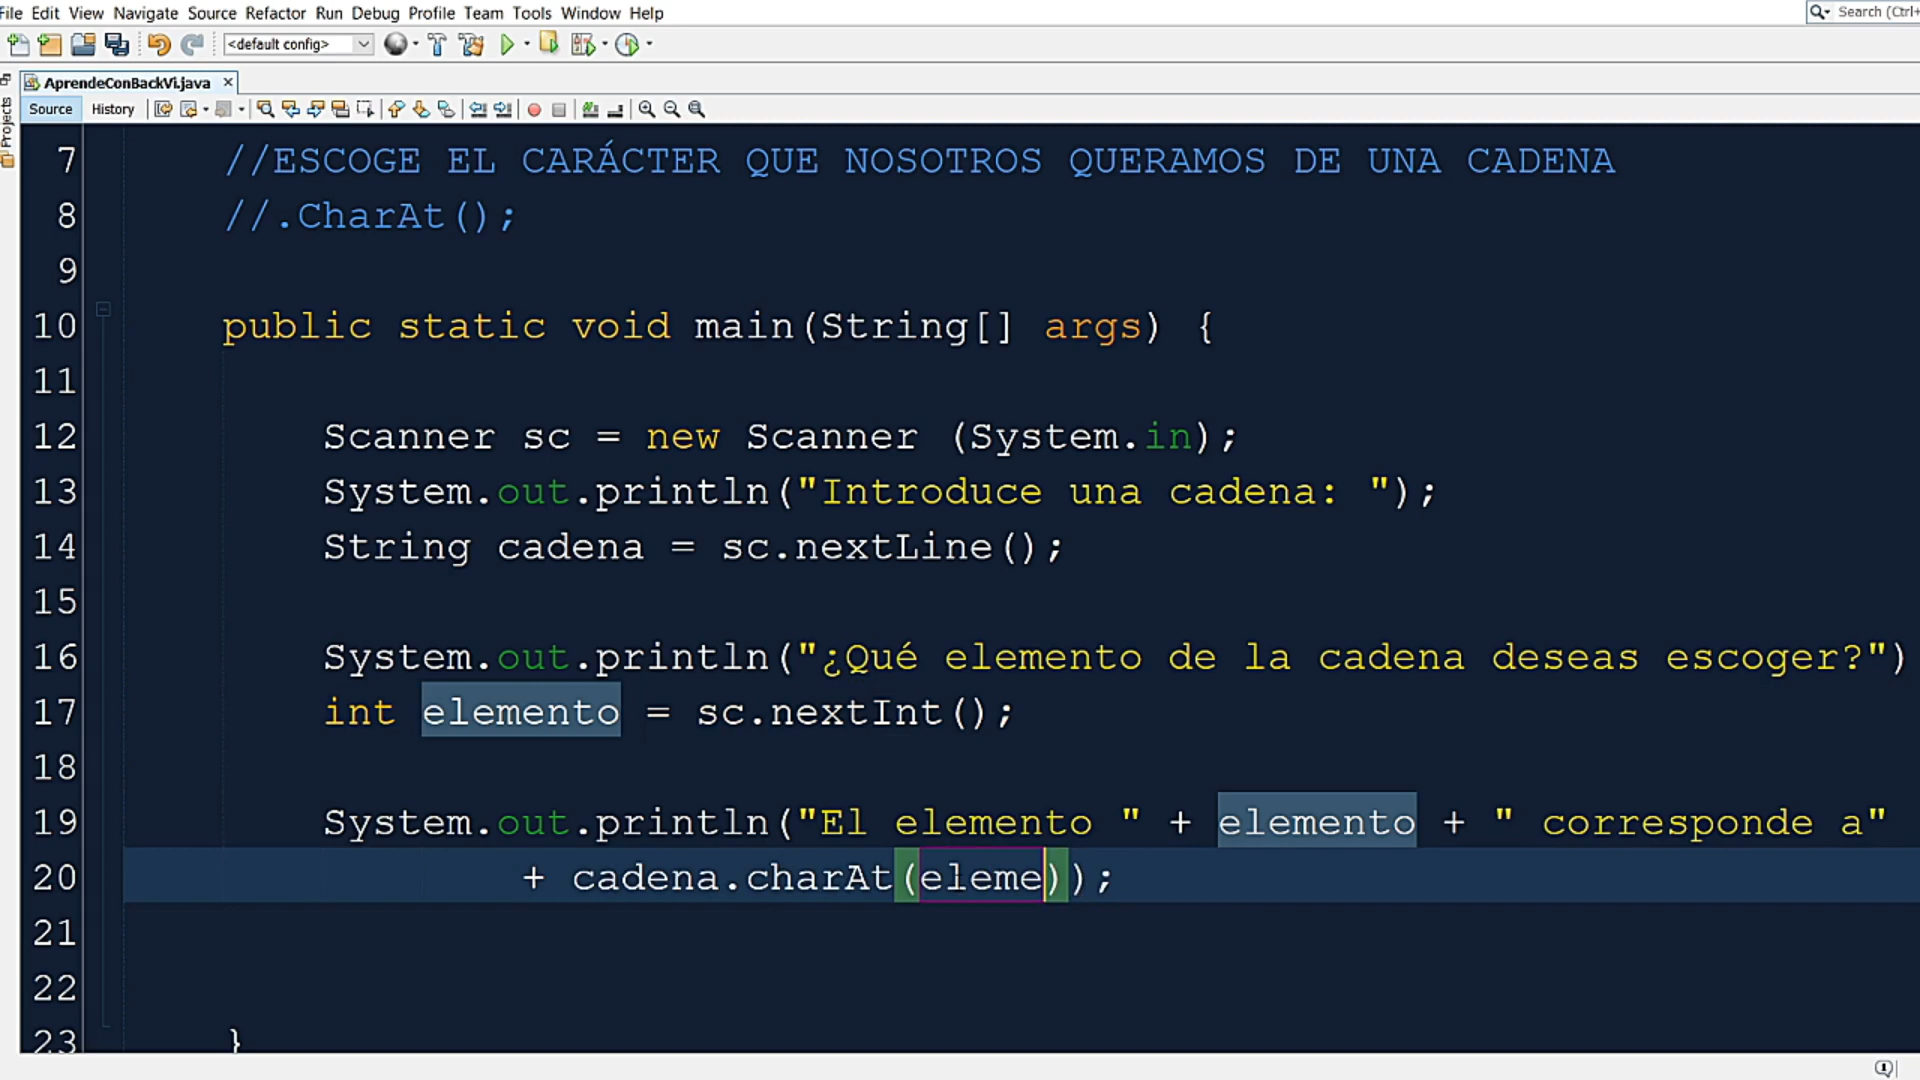 File Edit View Navigate Source Refactor Run Debug Profile Team Tools Window Help
Search (Ctrl+
<default config>
AprendeConBackVi.java
Projects
Source History
7 //ESCOGE EL CARÁCTER QUE NOSOTROS QUERAMOS DE UNA CADENA
8 //.CharAt();
9
10 public static void main(String[] args) {
11
12 Scanner sc = new Scanner (System.in);
13 System.out.println("Introduce una cadena: ");
14 String cadena = sc.nextLine();
15
16 System.out.println("¿Qué elemento de la cadena deseas escoger?")
17 int elemento = sc.nextInt();
18
19 System.out.println("El elemento " + elemento + " corresponde a"
20 + cadena.charAt(eleme));
21
22
23 }